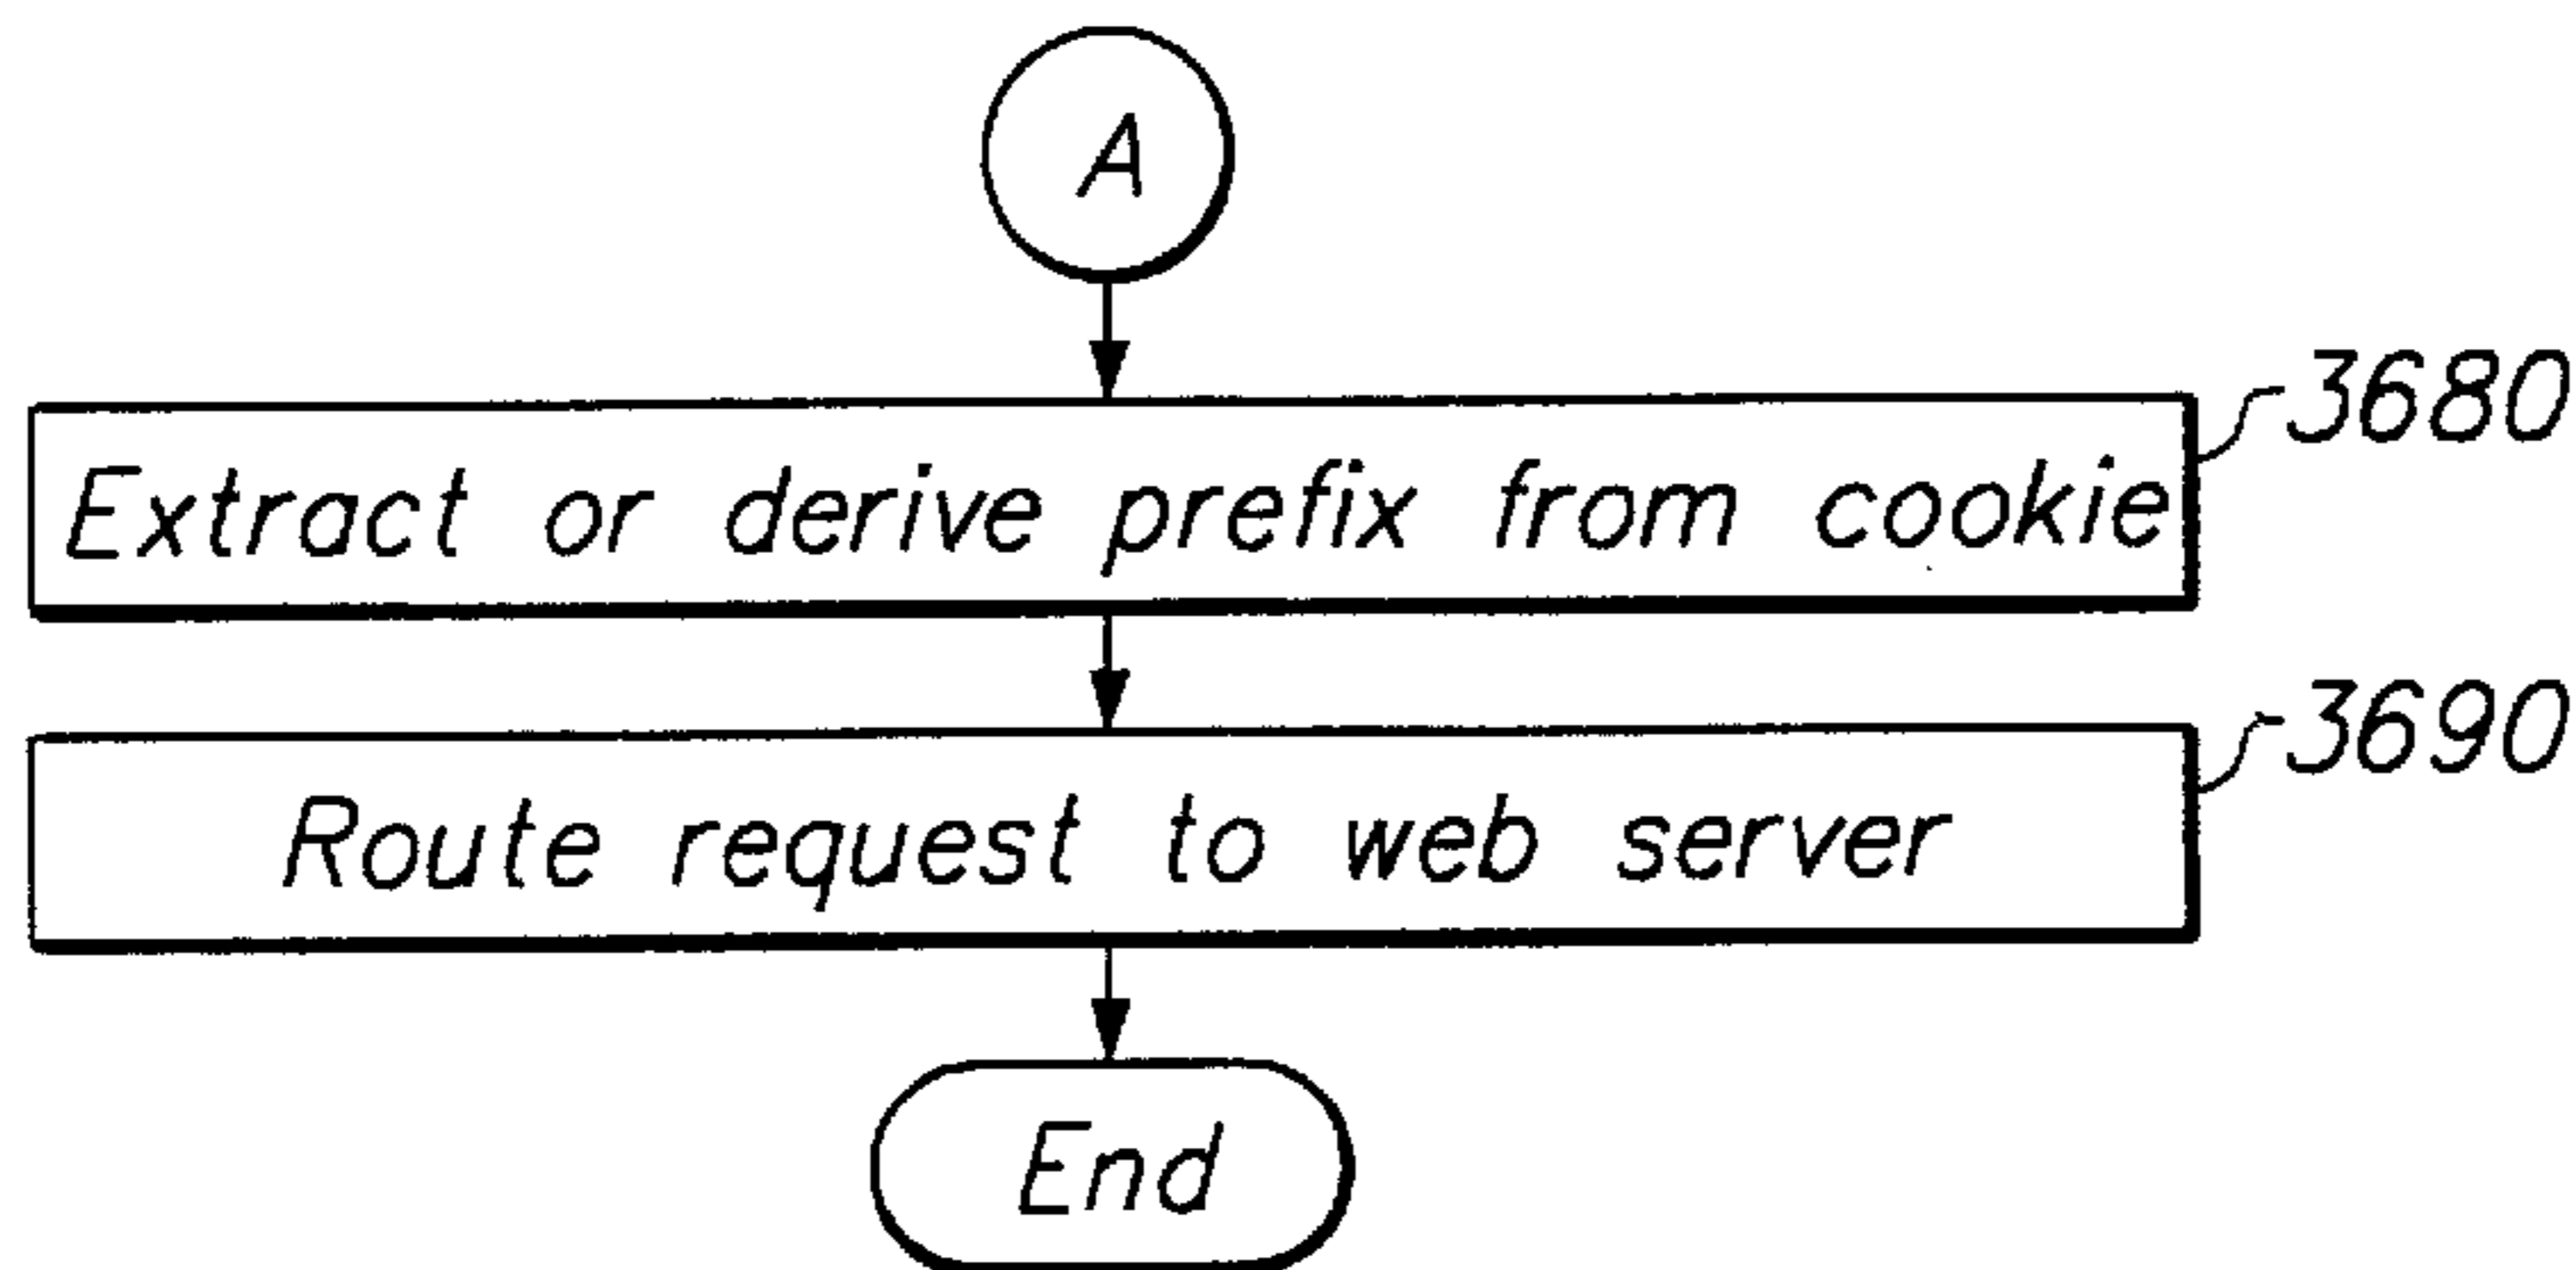 A
3680
Extract or derive prefix from cookie
3690
Route request to web server
End